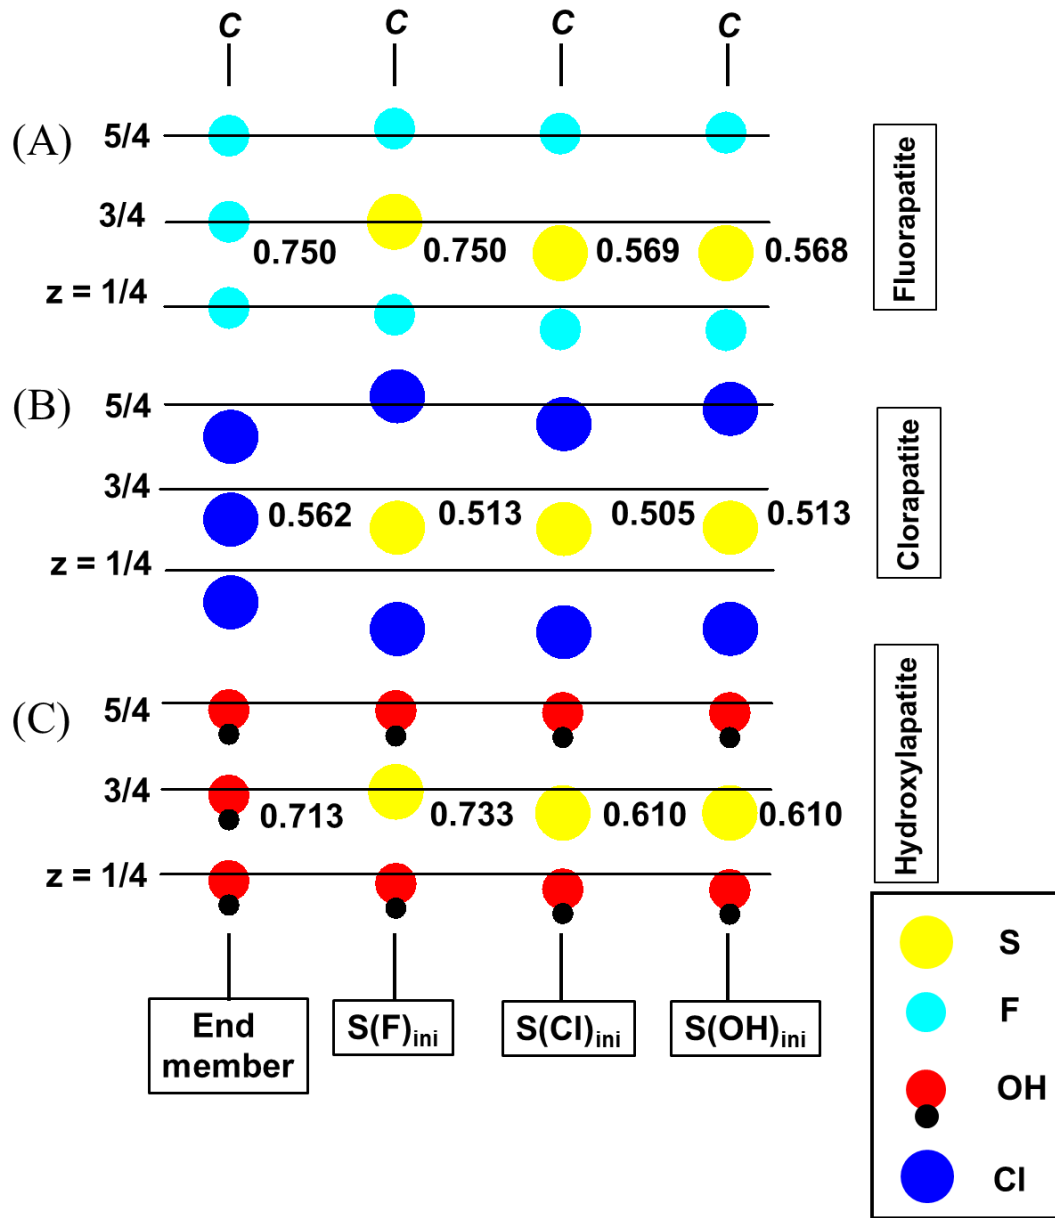 C C C C
(A) 5/4
3/4
0.750 0.750 0.569 0.568
z = 1/4
Fluorapatite
(B) 5/4
3/4
0.562 0.513 0.505 0.513
z = 1/4
Clorapatite
(C) 5/4
3/4
0.713 0.733 0.610 0.610
z = 1/4
Hydroxylapatite
End
member
S(F)ini
S(Cl)ini
S(OH)ini
S
F
OH
Cl